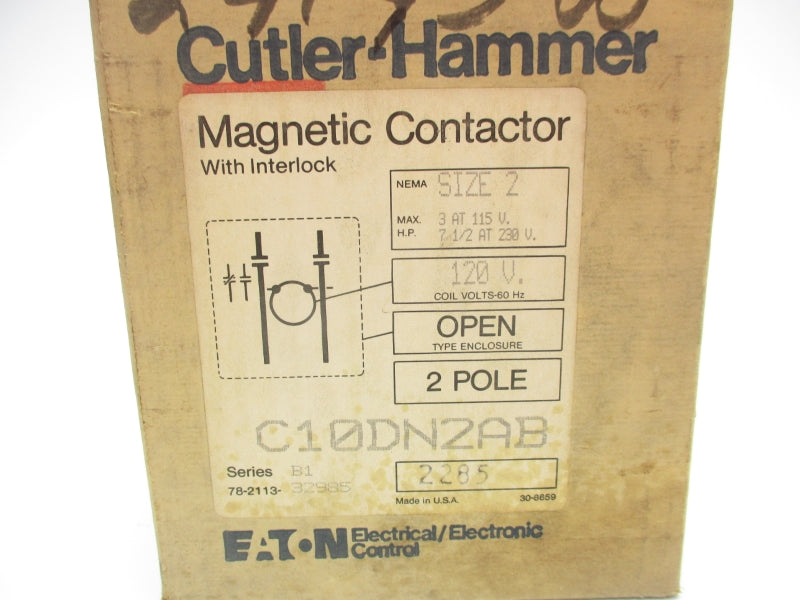 Cutler-Hammer
Magnetic Contactor
With Interlock
NEMA SIZE 2
MAX. 3 AT 115 V.
H.P. 7 1/2 AT 230 V.
120 V.
COIL VOLTS-60 Hz
OPEN
TYPE ENCLOSURE
2 POLE
C10DN2AB
Series B1
2285
78-2113-32985
Made in U.S.A.
30-6659
EATON Electrical/Electronic
Control